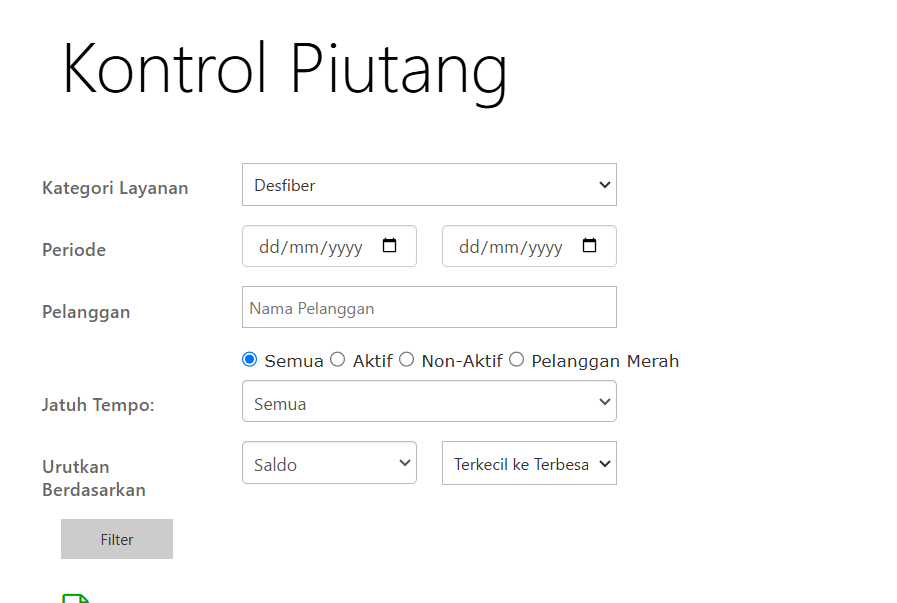 Kontrol Piutang
Kategori Layanan Desfiber
Periode dd/mm/yyyy dd/mm/yyyy
Pelanggan Nama Pelanggan
Semua Aktif Non-Aktif Pelanggan Merah
Jatuh Tempo: Semua
Urutkan Berdasarkan Saldo Terkecil ke Terbesa
Filter